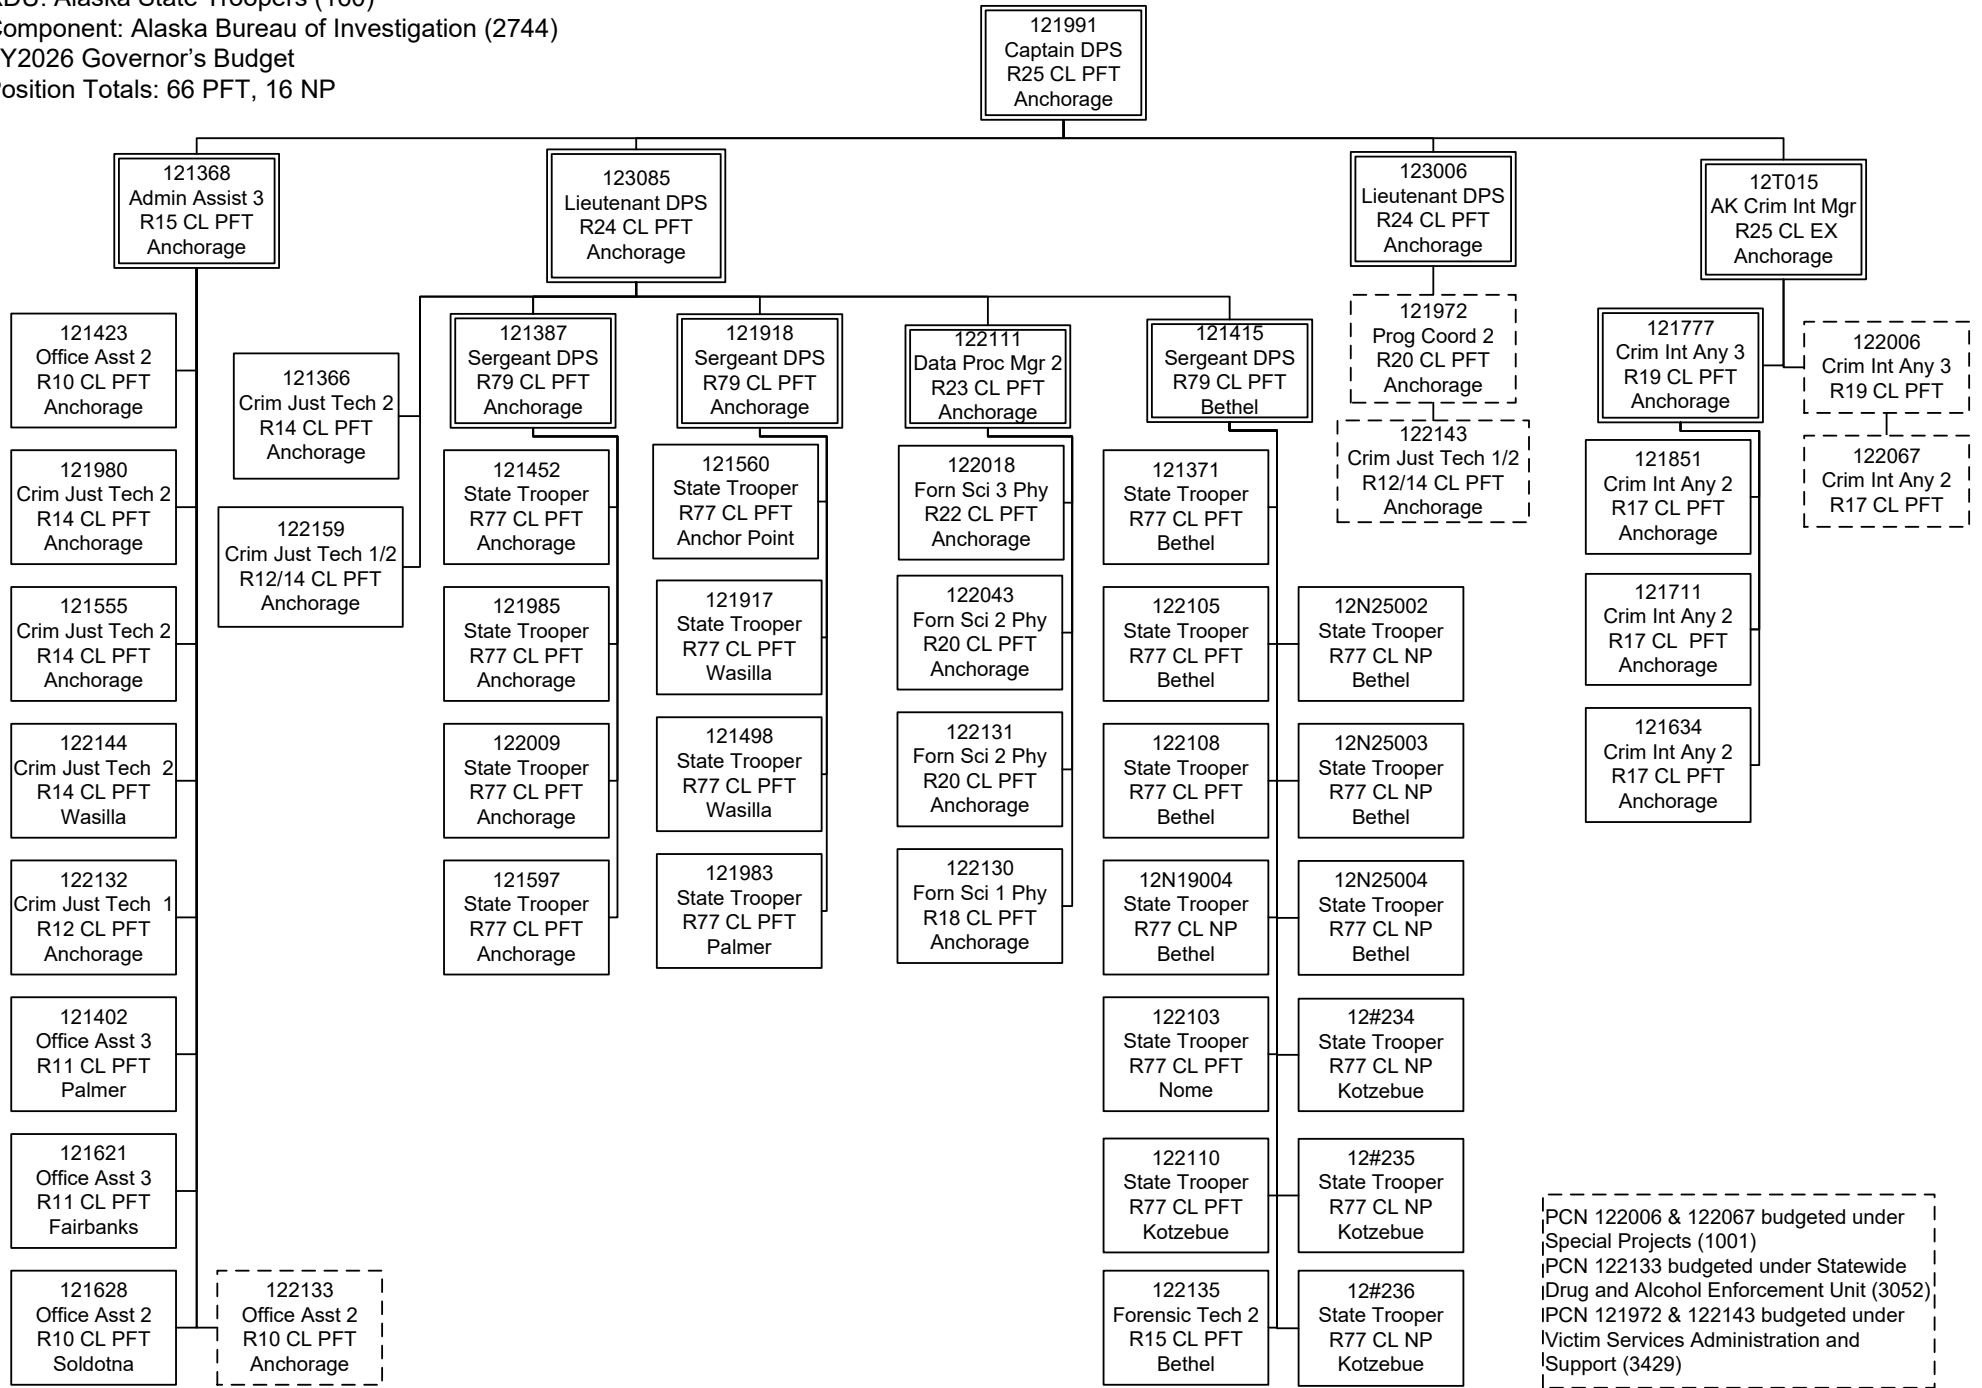 Component: Alaska Bureau of Investigation (2744)
Y2026 Governor's Budget
Position Totals: 66 PFT, 16 NP
121991
Captain DPS
R25 CL PFT
Anchorage
121368
Admin Assist 3
R15 CL PFT
Anchorage
123085
Lieutenant DPS
R24 CL PFT
Anchorage
123006
Lieutenant DPS
R24 CL PFT
Anchorage
12T015
AK Crim Int Mgr
R25 CL EX
Anchorage
121423
Office Asst 2
R10 CL PFT
Anchorage
121980
Crim Just Tech 2
R14 CL PFT
Anchorage
121555
Crim Just Tech 2
R14 CL PFT
Anchorage
122144
Crim Just Tech 2
R14 CL PFT
Wasilla
122132
Crim Just Tech 1
R12 CL PFT
Anchorage
121402
Office Asst 3
R11 CL PFT
Palmer
121621
Office Asst 3
R11 CL PFT
Fairbanks
121628
Office Asst 2
R10 CL PFT
Soldotna
122133
Office Asst 2
R10 CL PFT
Anchorage
121366
Crim Just Tech 2
R14 CL PFT
Anchorage
122159
Crim Just Tech 1/2
R12/14 CL PFT
Anchorage
121387
Sergeant DPS
R79 CL PFT
Anchorage
121452
State Trooper
R77 CL PFT
Anchorage
121985
State Trooper
R77 CL PFT
Anchorage
122009
State Trooper
R77 CL PFT
Anchorage
121597
State Trooper
R77 CL PFT
Anchorage
121918
Sergeant DPS
R79 CL PFT
Anchorage
121560
State Trooper
R77 CL PFT
Anchor Point
121917
State Trooper
R77 CL PFT
Wasilla
121498
State Trooper
R77 CL PFT
Wasilla
121983
State Trooper
R77 CL PFT
Palmer
122111
Data Proc Mgr 2
R23 CL PFT
Anchorage
122018
Forn Sci 3 Phy
R22 CL PFT
Anchorage
122043
Forn Sci 2 Phy
R20 CL PFT
Anchorage
122131
Forn Sci 2 Phy
R20 CL PFT
Anchorage
122130
Forn Sci 1 Phy
R18 CL PFT
Anchorage
121415
Sergeant DPS
R79 CL PFT
Bethel
121371
State Trooper
R77 CL PFT
Bethel
122105
State Trooper
R77 CL PFT
Bethel
12N25002
State Trooper
R77 CL NP
Bethel
122108
State Trooper
R77 CL PFT
Bethel
12N25003
State Trooper
R77 CL NP
Bethel
12N19004
State Trooper
R77 CL NP
Bethel
12N25004
State Trooper
R77 CL NP
Bethel
122103
State Trooper
R77 CL PFT
Nome
12#234
State Trooper
R77 CL NP
Kotzebue
122110
State Trooper
R77 CL PFT
Kotzebue
12#235
State Trooper
R77 CL NP
Kotzebue
122135
Forensic Tech 2
R15 CL PFT
Bethel
12#236
State Trooper
R77 CL NP
Kotzebue
121972
Prog Coord 2
R20 CL PFT
Anchorage
122143
Crim Just Tech 1/2
R12/14 CL PFT
Anchorage
121777
Crim Int Any 3
R19 CL PFT
Anchorage
121851
Crim Int Any 2
R17 CL PFT
Anchorage
121711
Crim Int Any 2
R17 CL PFT
Anchorage
121634
Crim Int Any 2
R17 CL PFT
Anchorage
122006
Crim Int Any 3
R19 CL PFT
122067
Crim Int Any 2
R17 CL PFT
PCN 122006 & 122067 budgeted under
Special Projects (1001)
PCN 122133 budgeted under Statewide
Drug and Alcohol Enforcement Unit (3052)
PCN 121972 & 122143 budgeted under
Victim Services Administration and
Support (3429)